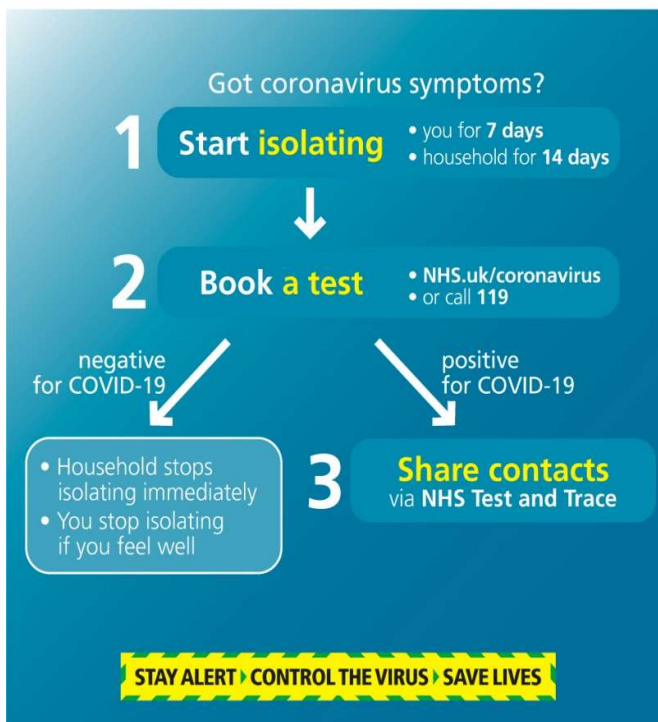 Got coronavirus symptoms?
1
Start isolating
• you for 7 days
• household for 14 days
2
Book a test
• NHS.uk/coronavirus
• or call 119
negative
for COVID-19
positive
for COVID-19
• Household stops
isolating immediately
• You stop isolating
if you feel well
3
Share contacts
via NHS Test and Trace
STAY ALERT CONTROL THE VIRUS SAVE LIVES